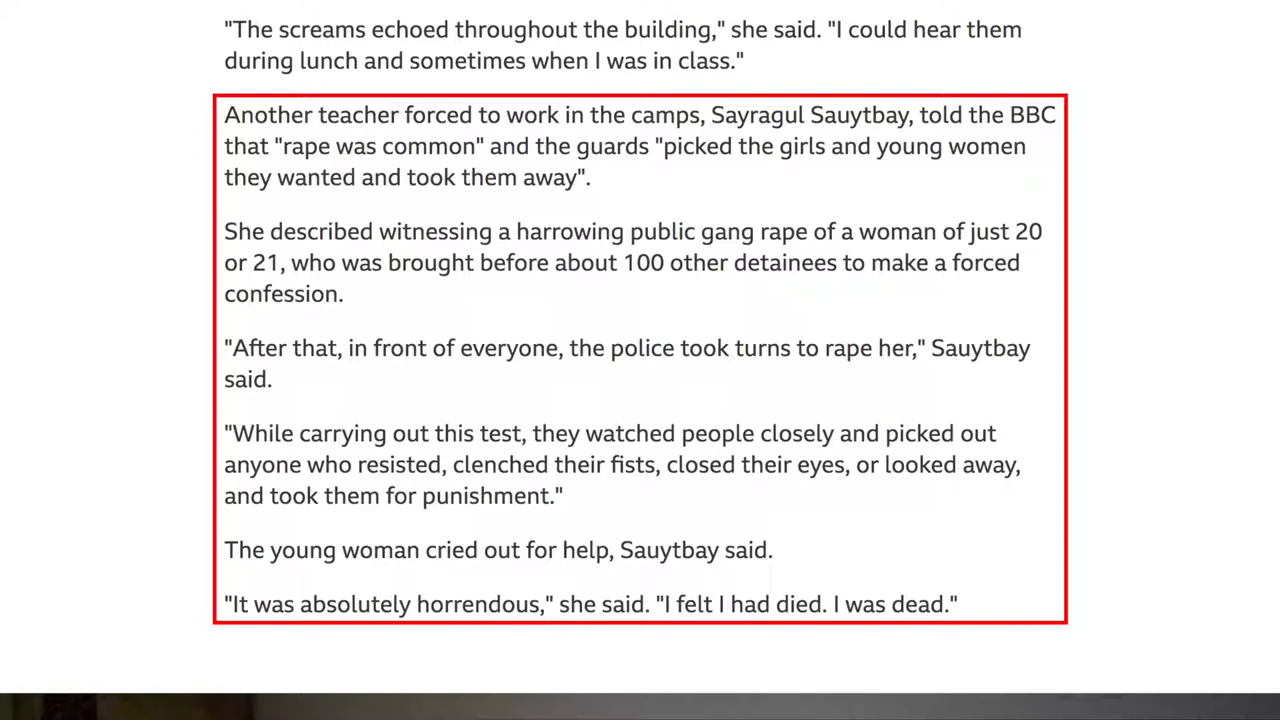 "The screams echoed throughout the building," she said. "I could hear them
during lunch and sometimes when I was in class."
Another teacher forced to work in the camps, Sayragul Sauytbay, told the BBC
that "rape was common" and the guards "picked the girls and young women
they wanted and took them away".
She described witnessing a harrowing public gang rape of a woman of just 20
or 21, who was brought before about 100 other detainees to make a forced
confession.
"After that, in front of everyone, the police took turns to rape her," Sauytbay
said.
"While carrying out this test, they watched people closely and picked out
anyone who resisted, clenched their fists, closed their eyes, or looked away,
and took them for punishment."
The young woman cried out for help, Sauytbay said.
"It was absolutely horrendous," she said. "I felt I had died. I was dead."